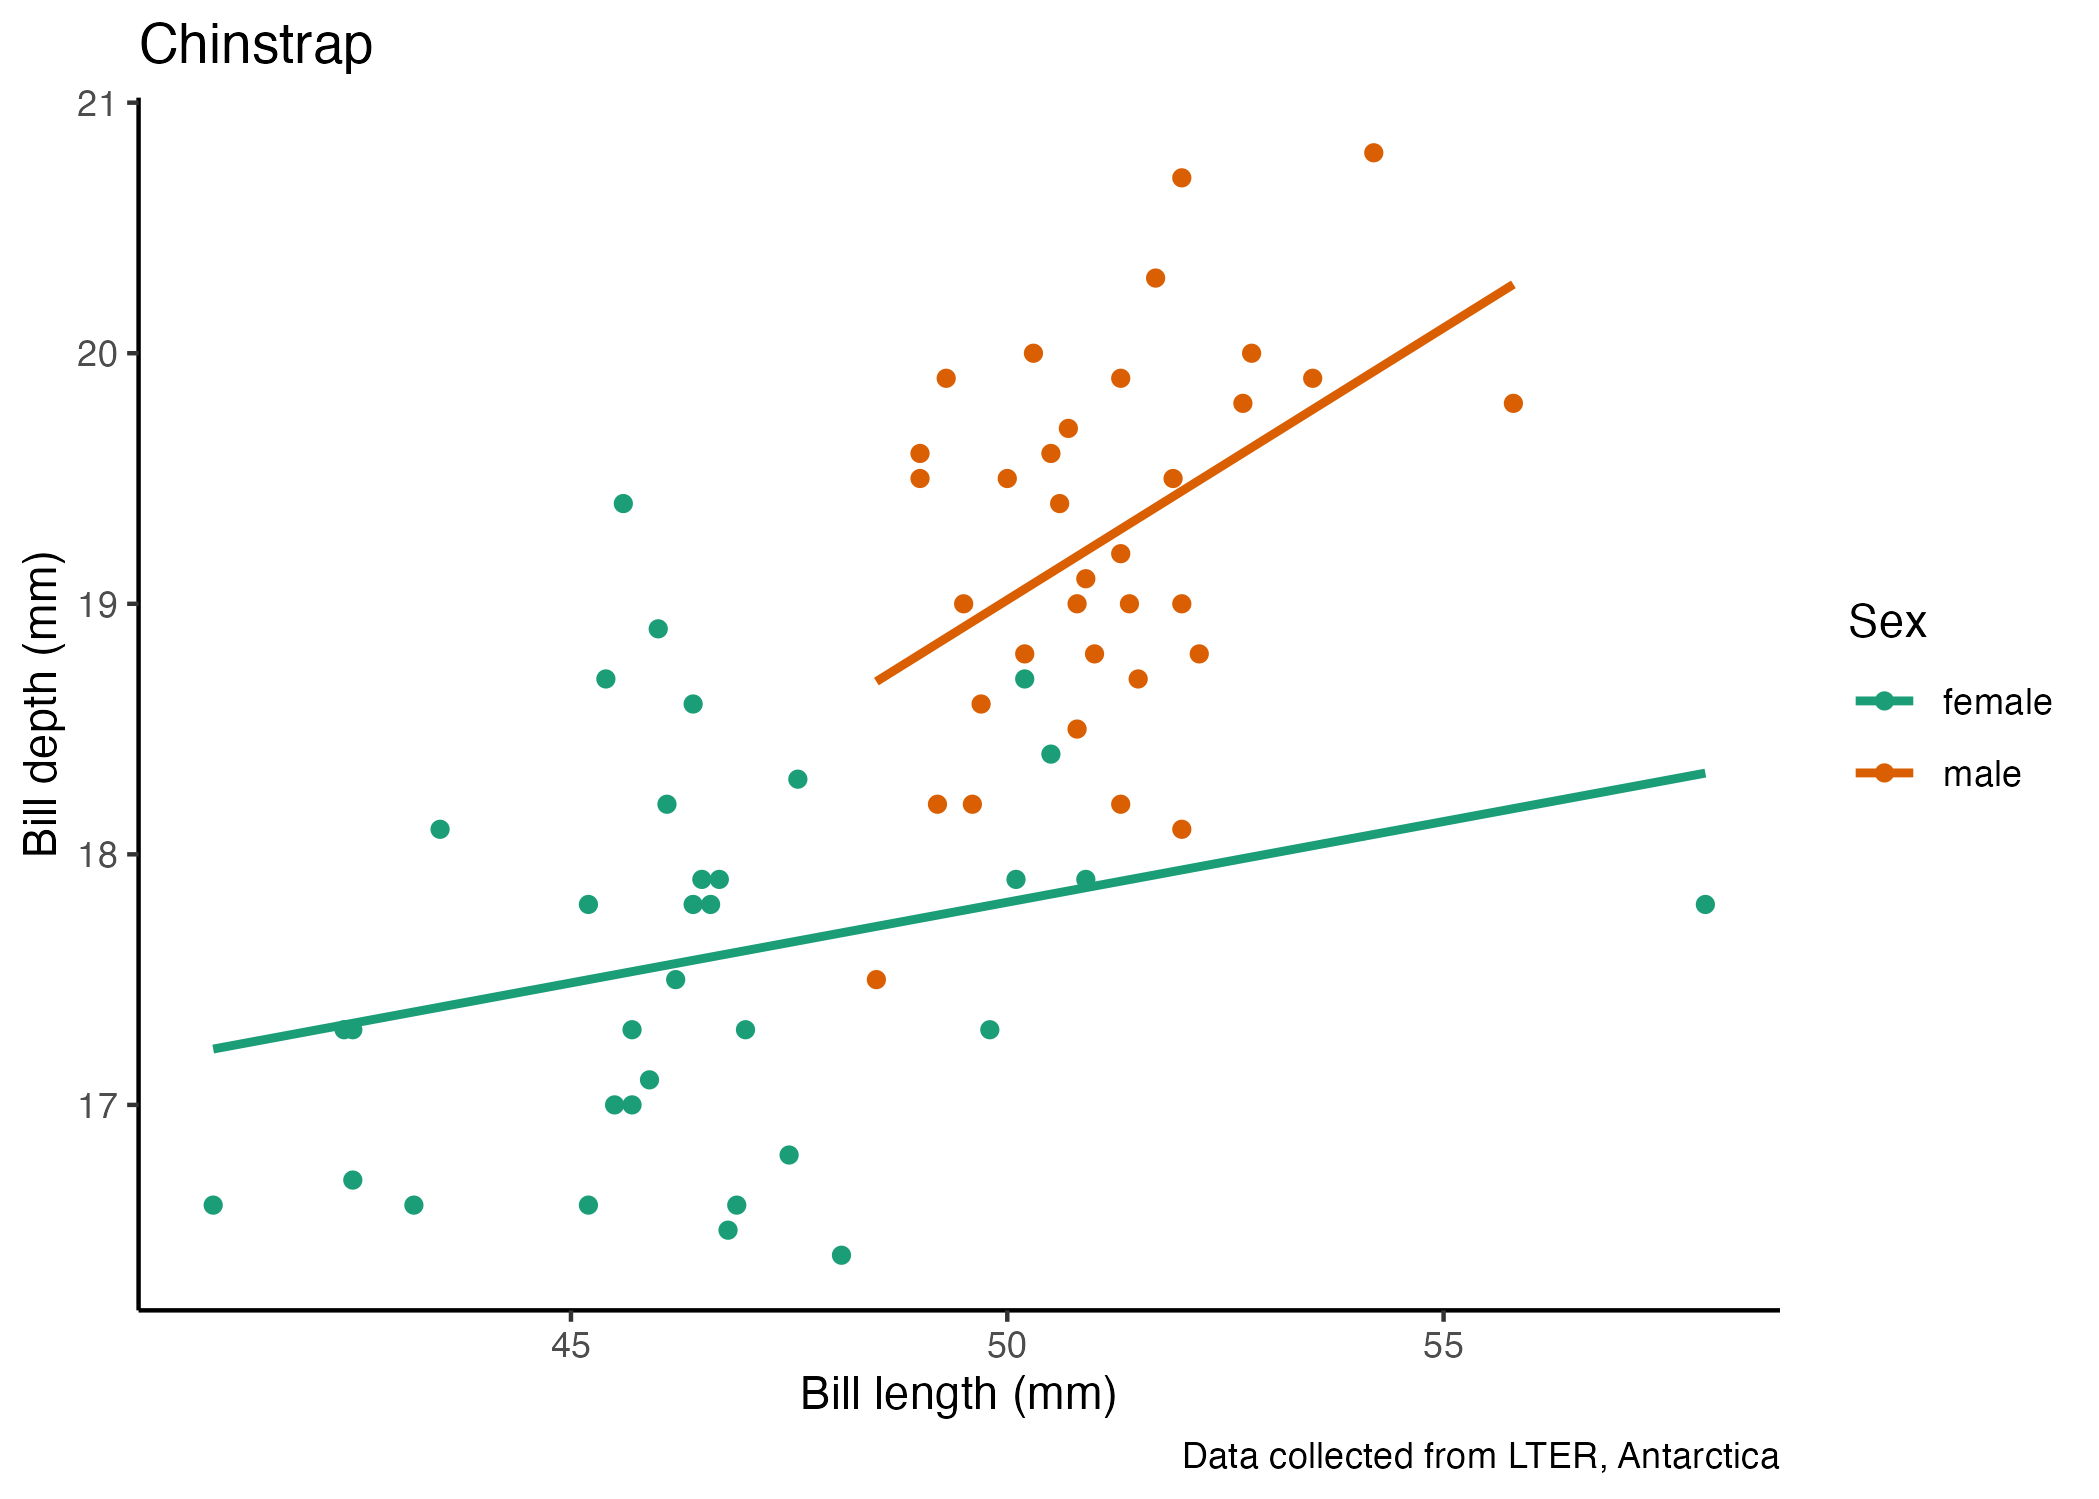 Chinstrap
21
20
19
18
17
Bill depth (mm)
45
50
55
Bill length (mm)
Sex
female
male
Data collected from LTER, Antarctica